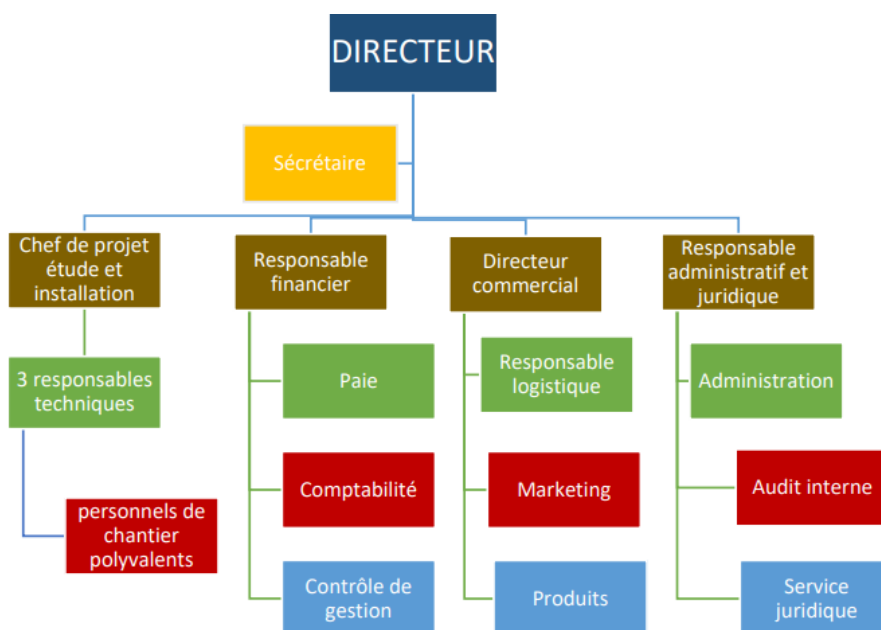 DIRECTEUR
Sécrétaire
Chef de projet
étude et
installation
Responsable
financier
Directeur
commercial
Responsable
administratif et
juridique
3 responsables
techniques
Paie
Responsable
logistique
Administration
personnels de
chantier
polyvalents
Comptabilité
Marketing
Audit interne
Contrôle de
gestion
Produits
Service
juridique